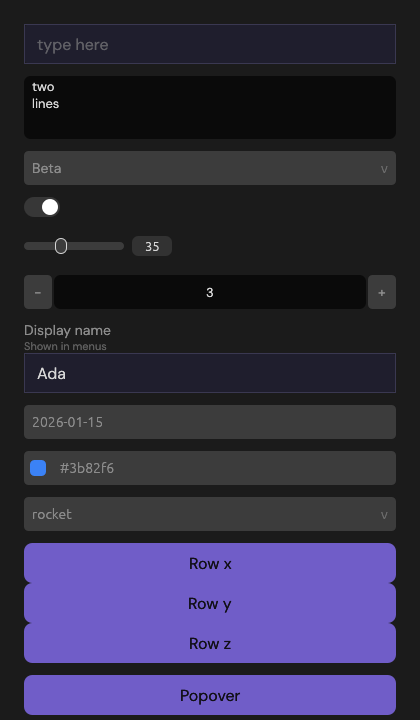 type here
two
lines
Beta
v
35
-
3
+
Display name
Shown in menus
Ada
2026-01-15
#3b82f6
rocket
v
Row x
Row y
Row z
Popover